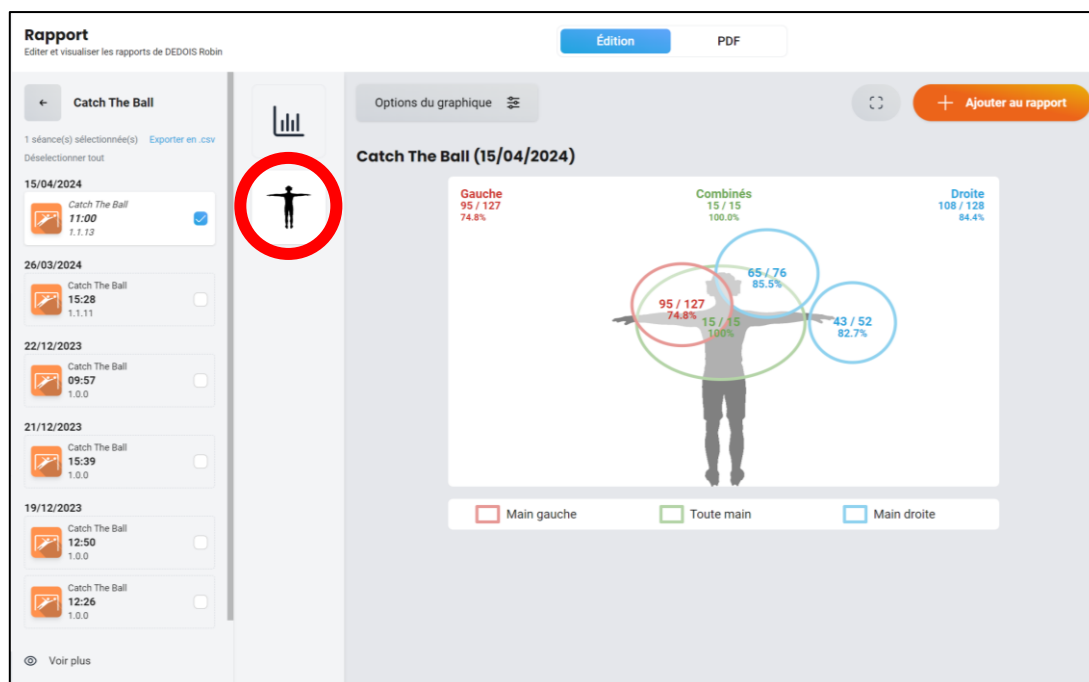 Rapport
Editer et visualiser les rapports de DEDOIS Robin
Édition
PDF
Catch The Ball
1 séance(s) sélectionnée(s) Exporter en .csv
Déselectionner tout
15/04/2024
Catch The Ball
11:00
1.1.13
26/03/2024
Catch The Ball
15:28
1.1.11
22/12/2023
Catch The Ball
09:57
1.0.0
21/12/2023
Catch The Ball
15:39
1.0.0
19/12/2023
Catch The Ball
12:50
1.0.0
Catch The Ball
12:26
1.0.0
Voir plus
Options du graphique
Ajouter au rapport
Catch The Ball (15/04/2024)
Gauche
95 / 127
74.8%
Combinés
15 / 15
100.0%
Droite
108 / 128
84.4%
65 / 76
85.5%
95 / 127
74.8%
15 / 15
100%
43 / 52
82.7%
Main gauche
Toute main
Main droite